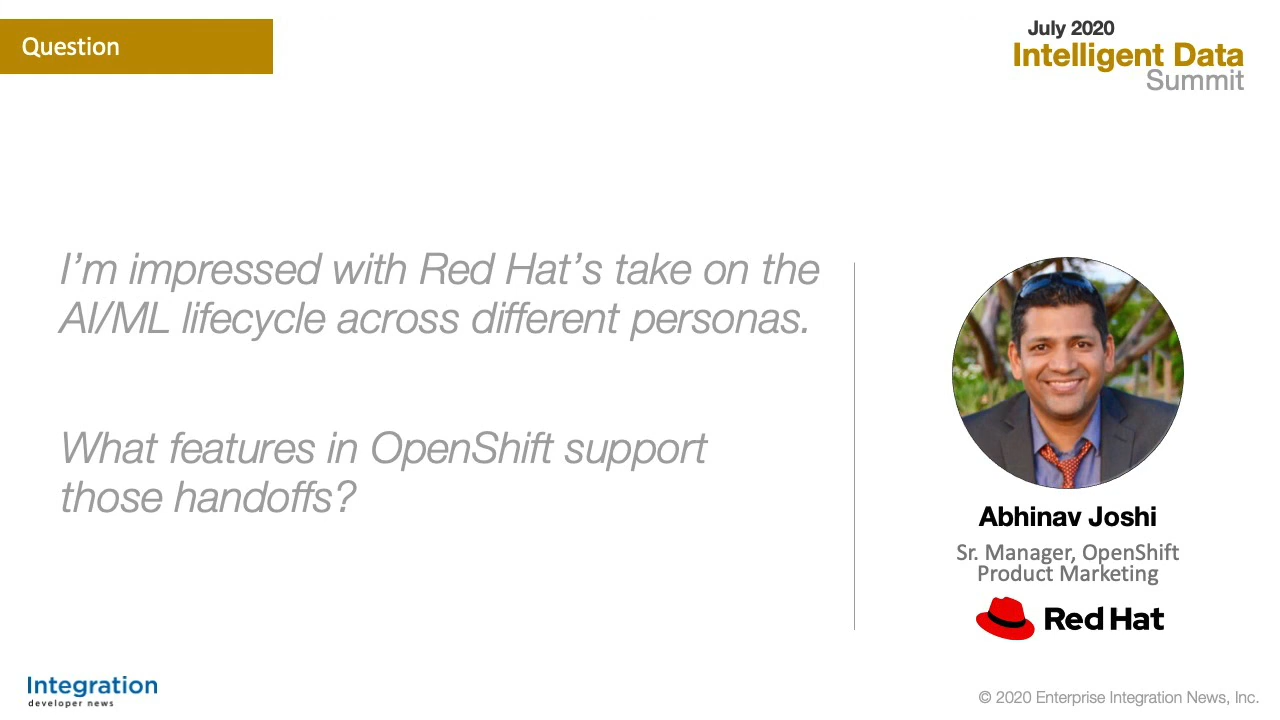 Question
July 2020
Intelligent Data
Summit
I’m impressed with Red Hat’s take on the
AI/ML lifecycle across different personas.
What features in OpenShift support
those handoffs?
Abhinav Joshi
Sr. Manager, OpenShift
Product Marketing
Red Hat
Integration
developer news
© 2020 Enterprise Integration News, Inc.